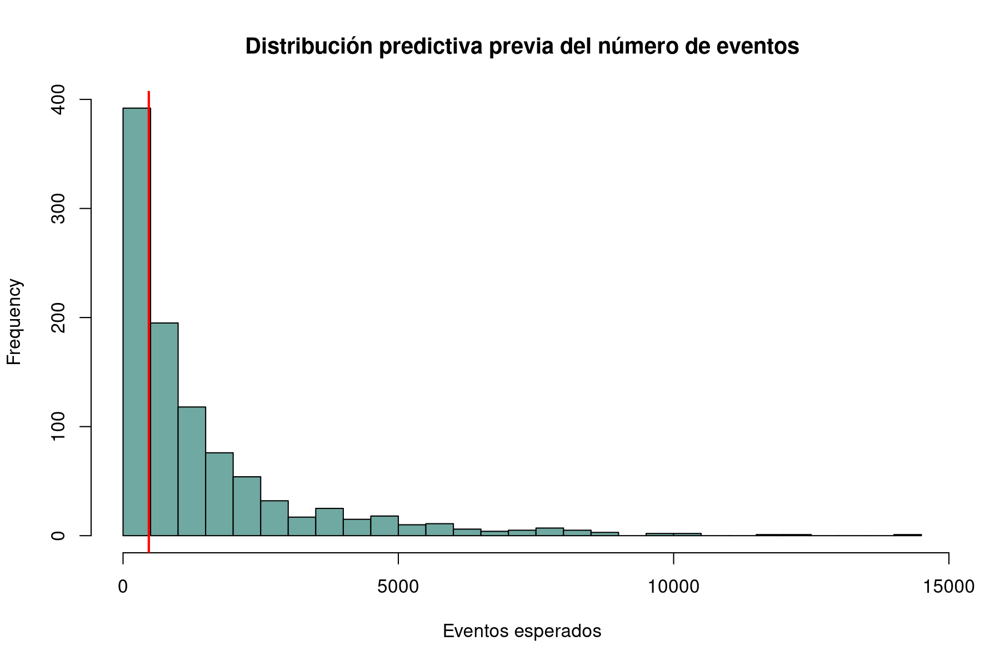 Distribución predictiva previa del número de eventos
400
300
200
100
0
Frequency
0 5000 10000 15000
Eventos esperados